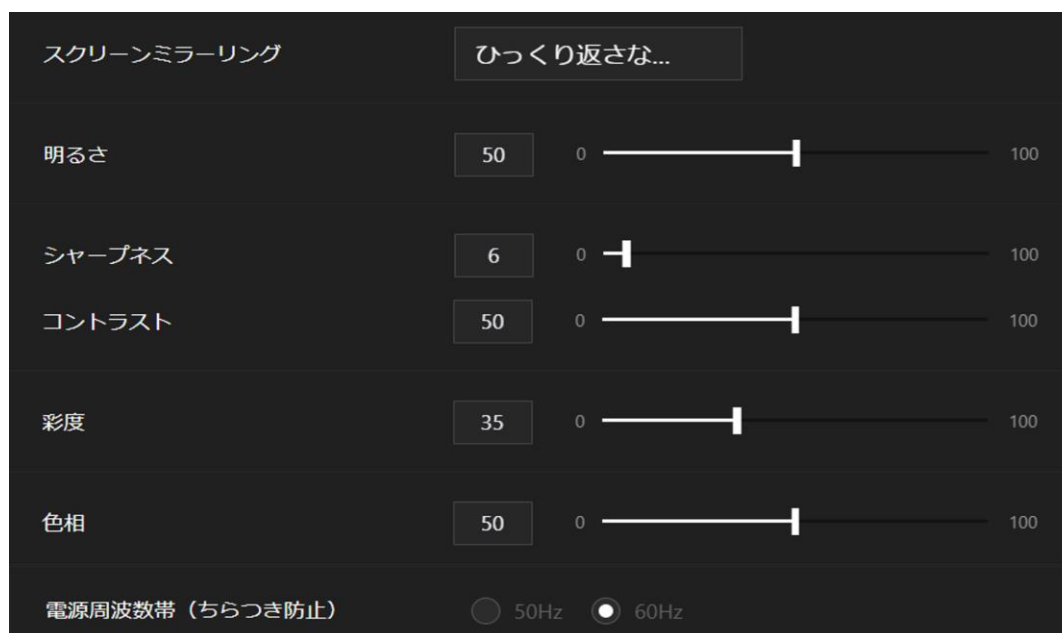 スクリーンミラーリング ひっくり返さな...
明るさ 50 0 100
シャープネス 6 0 100
コントラスト 50 0 100
彩度 35 0 100
色相 50 0 100
電源周波数帯（ちらつき防止） 50Hz 60Hz